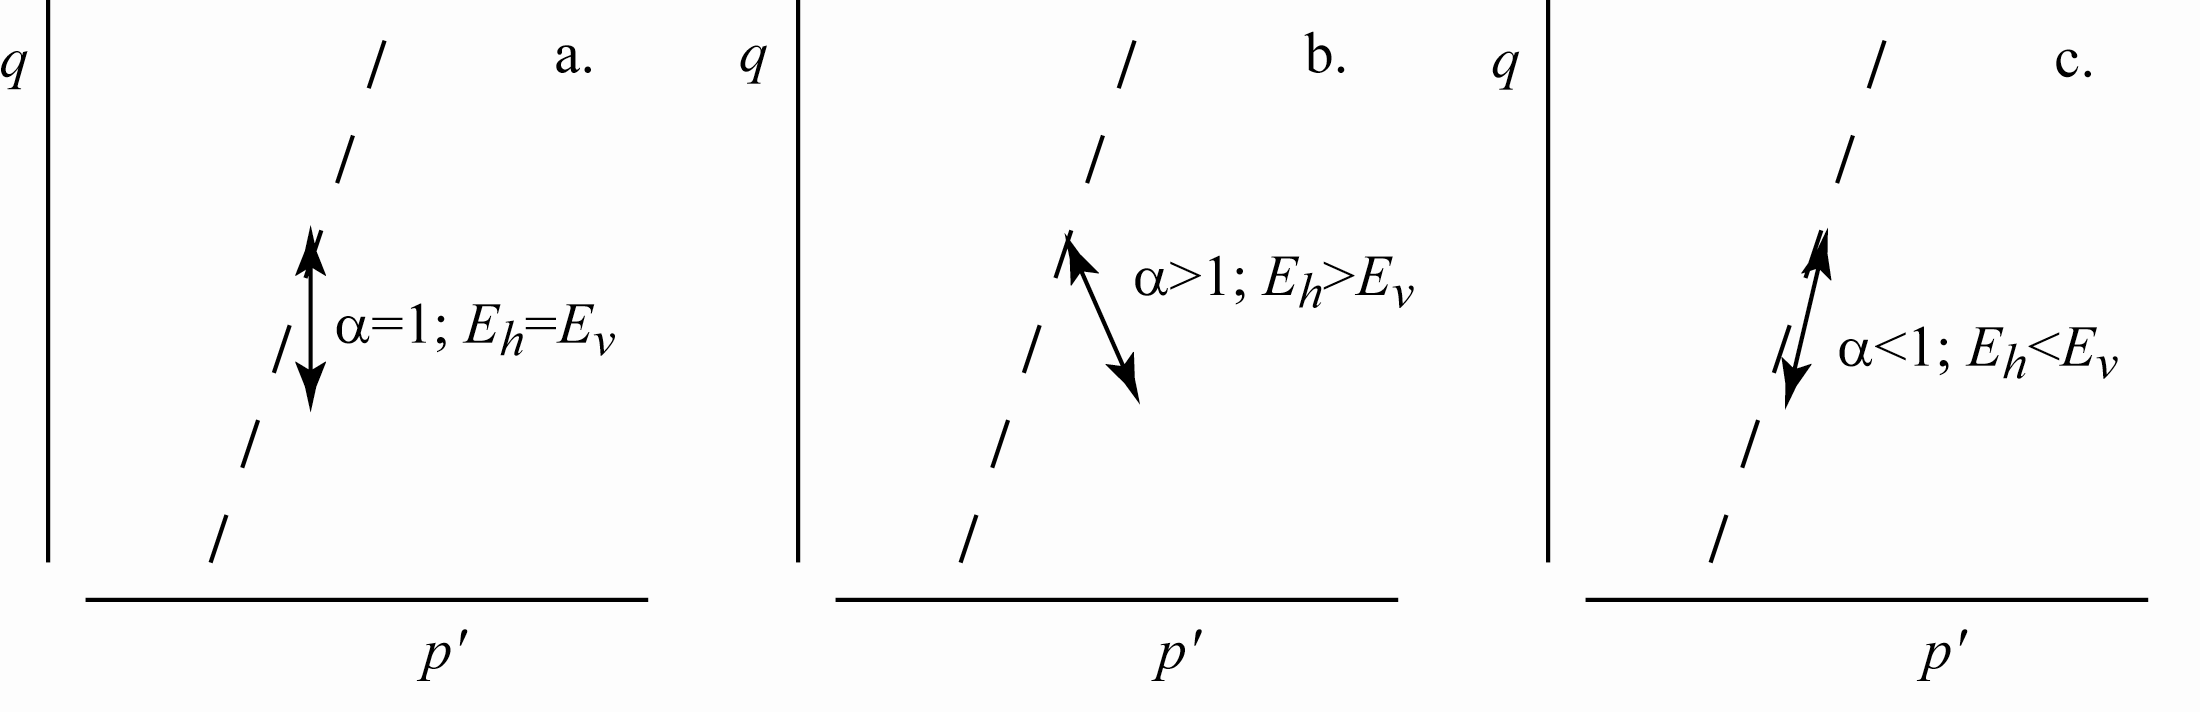 q
a.
α=1; Eh=Ev
p'
q
b.
α>1; Eh>Ev
p'
q
c.
α<1; Eh<Ev
p'